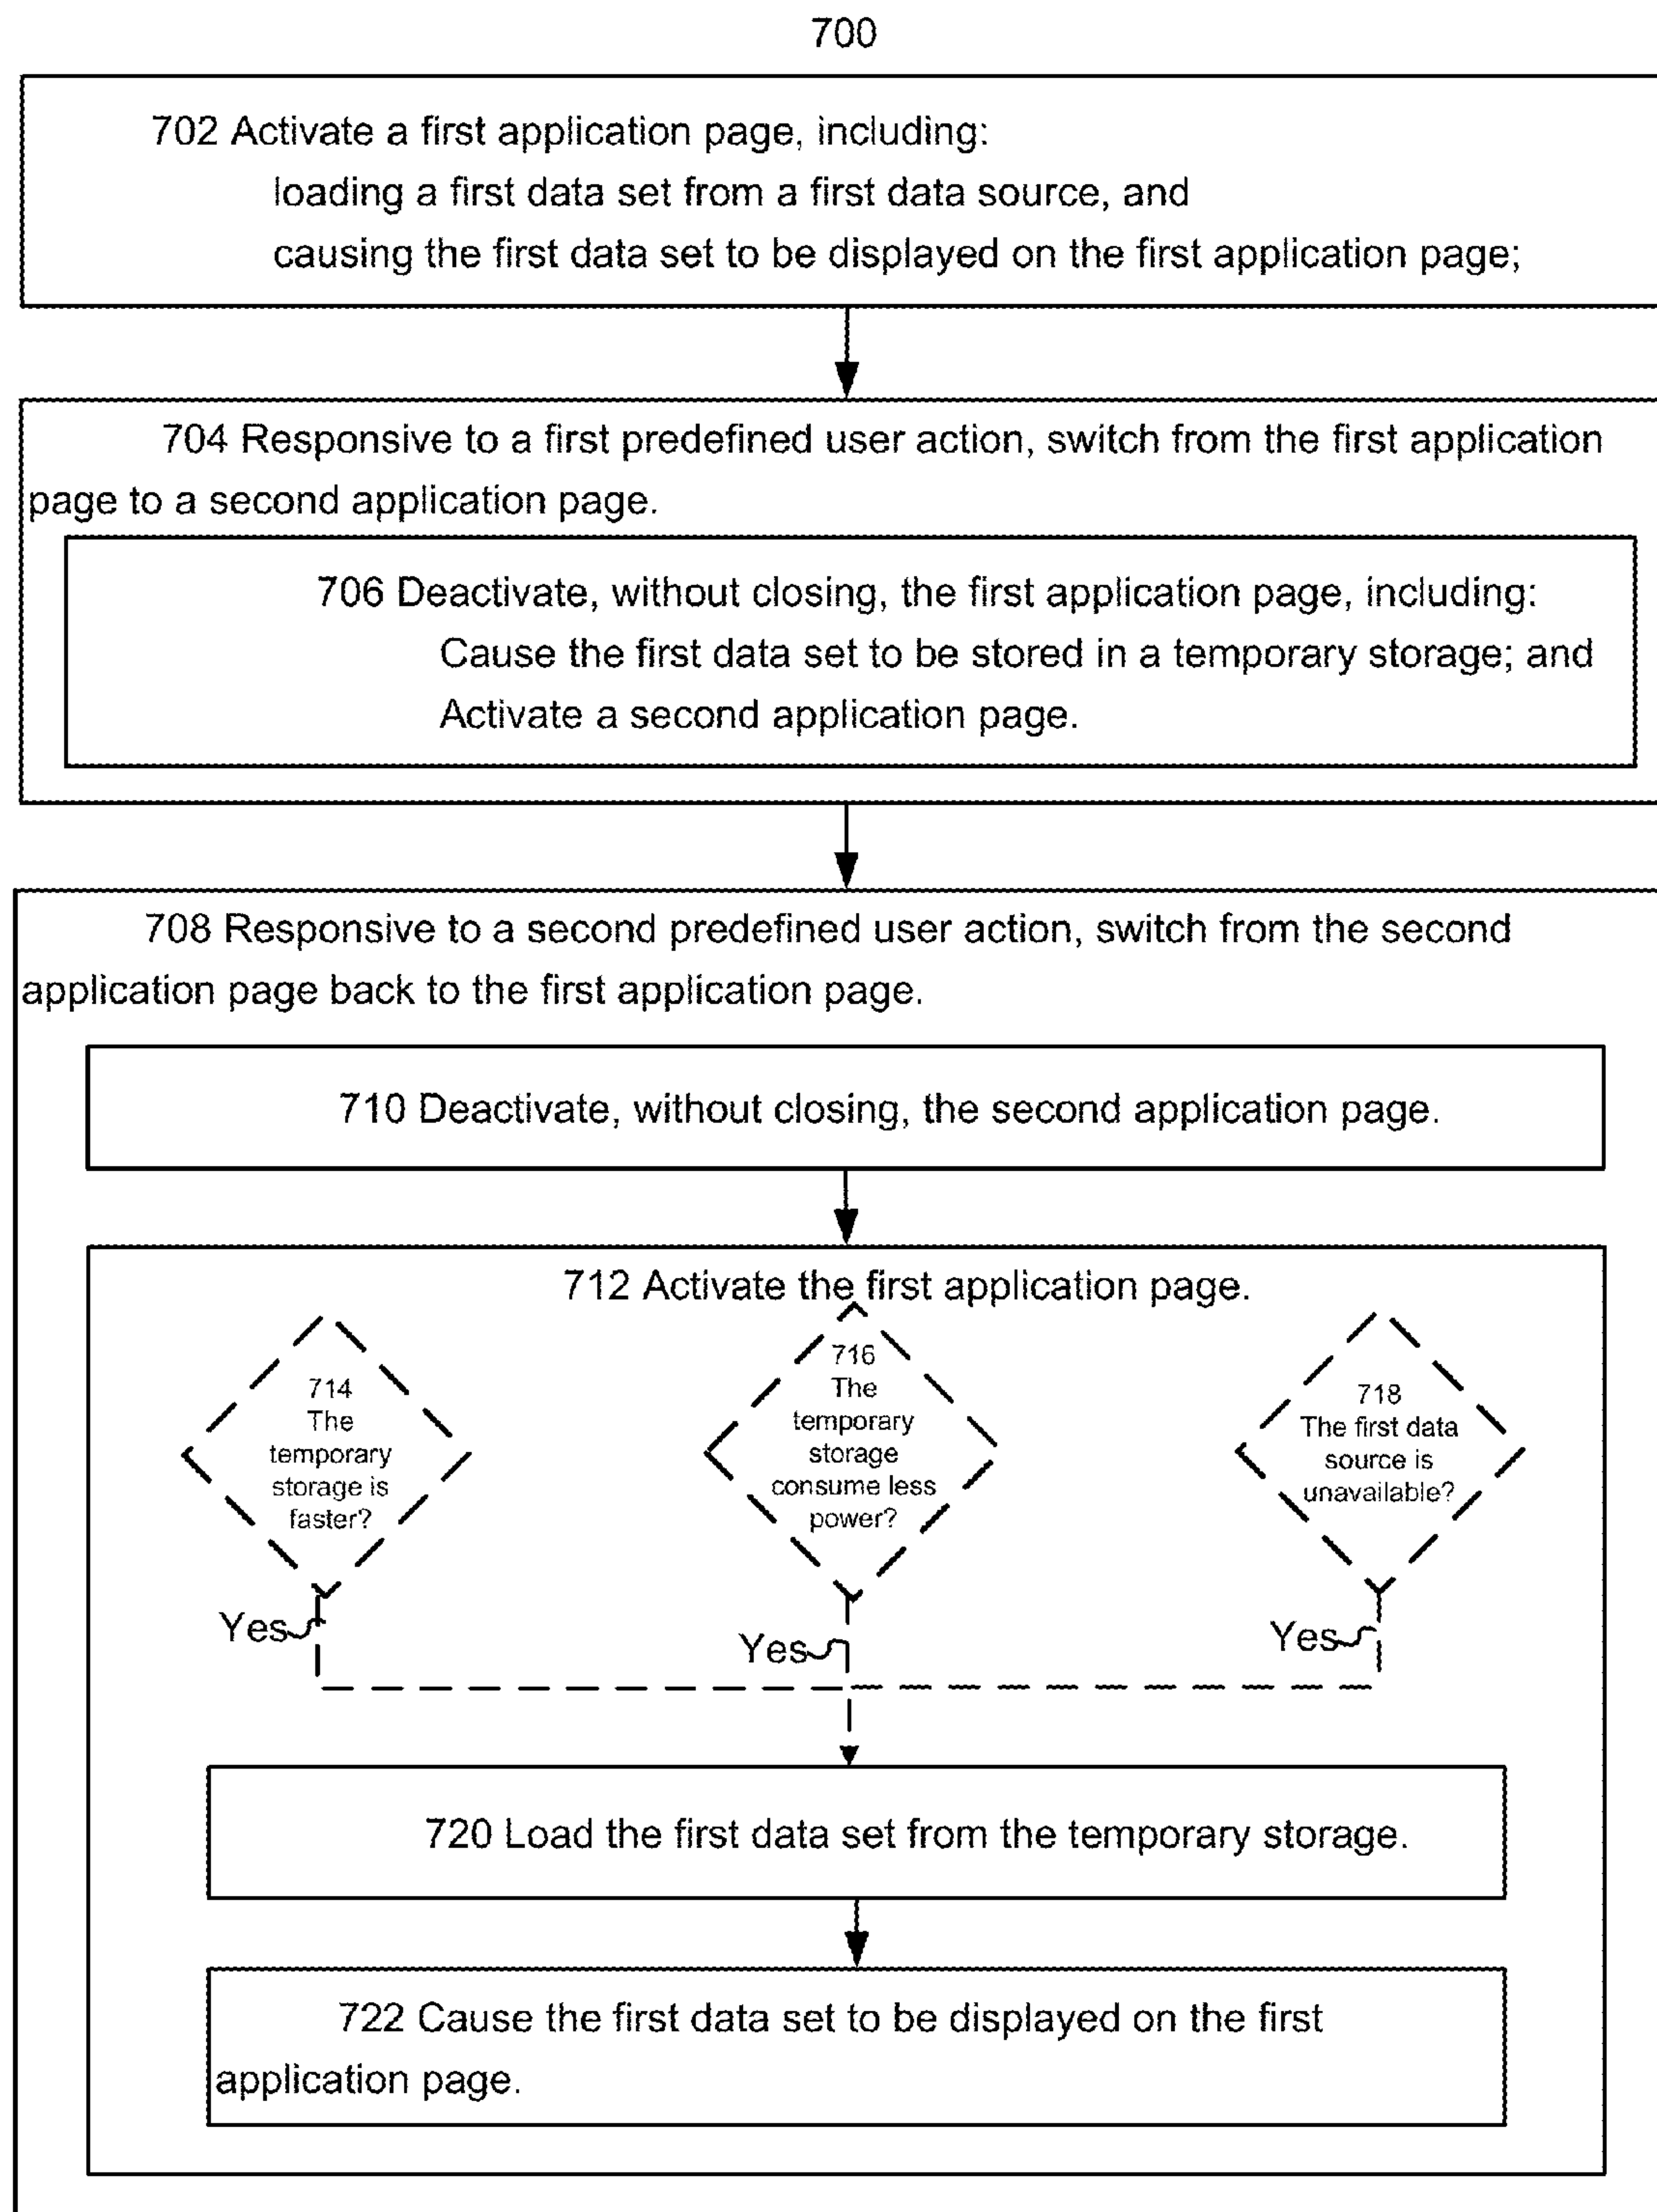 700
702 Activate a first application page, including:
loading a first data set from a first data source, and
causing the first data set to be displayed on the first application page;
704 Responsive to a first predefined user action, switch from the first application
page to a second application page.
706 Deactivate, without closing, the first application page, including:
Cause the first data set to be stored in a temporary storage; and
Activate a second application page.
708 Responsive to a second predefined user action, switch from the second
application page back to the first application page.
710 Deactivate, without closing, the second application page.
712 Activate the first application page.
714
The
temporary
storage is
faster?
716
The
temporary
storage
consume less
power?
718
The first data
source is
unavailable?
Yes
Yes
Yes
720 Load the first data set from the temporary storage.
722 Cause the first data set to be displayed on the first
application page.